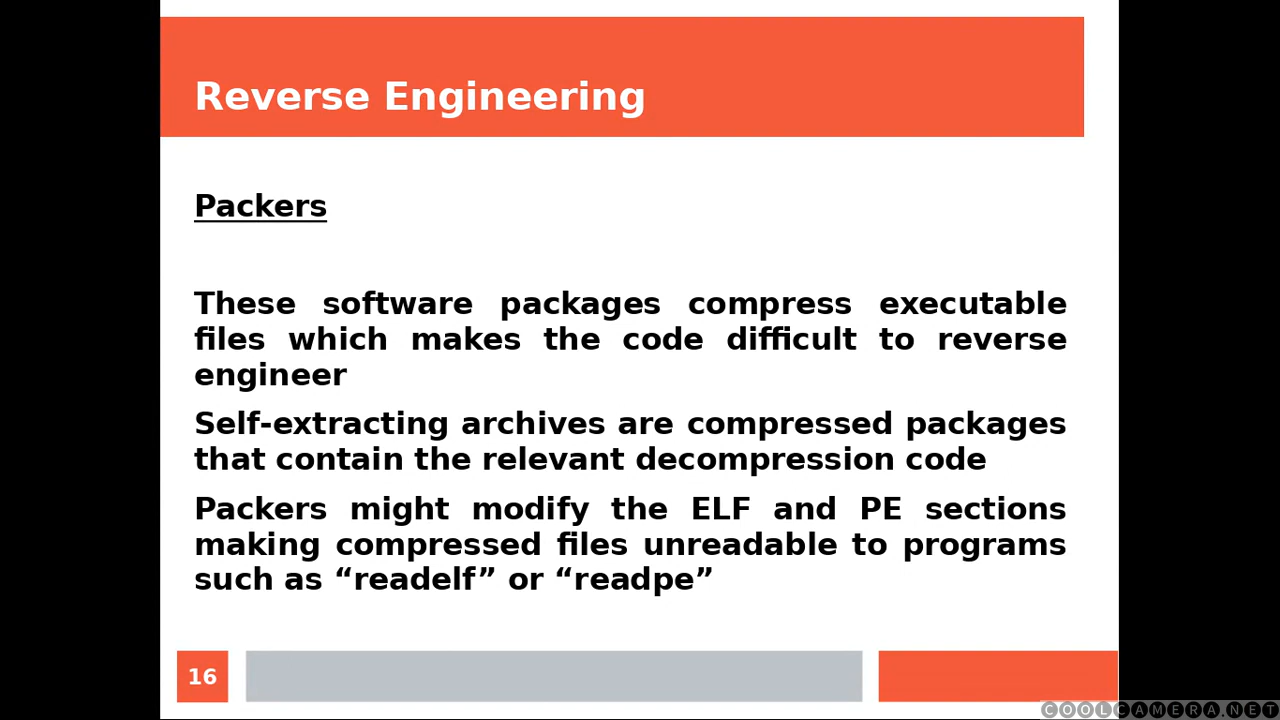 Reverse Engineering
Packers
These software packages compress executable
files which makes the code difficult to reverse
engineer
Self-extracting archives are compressed packages
that contain the relevant decompression code
Packers might modify the ELF and PE sections
making compressed files unreadable to programs
such as “readelf” or “readpe”
16
COOLCAMERA.NET